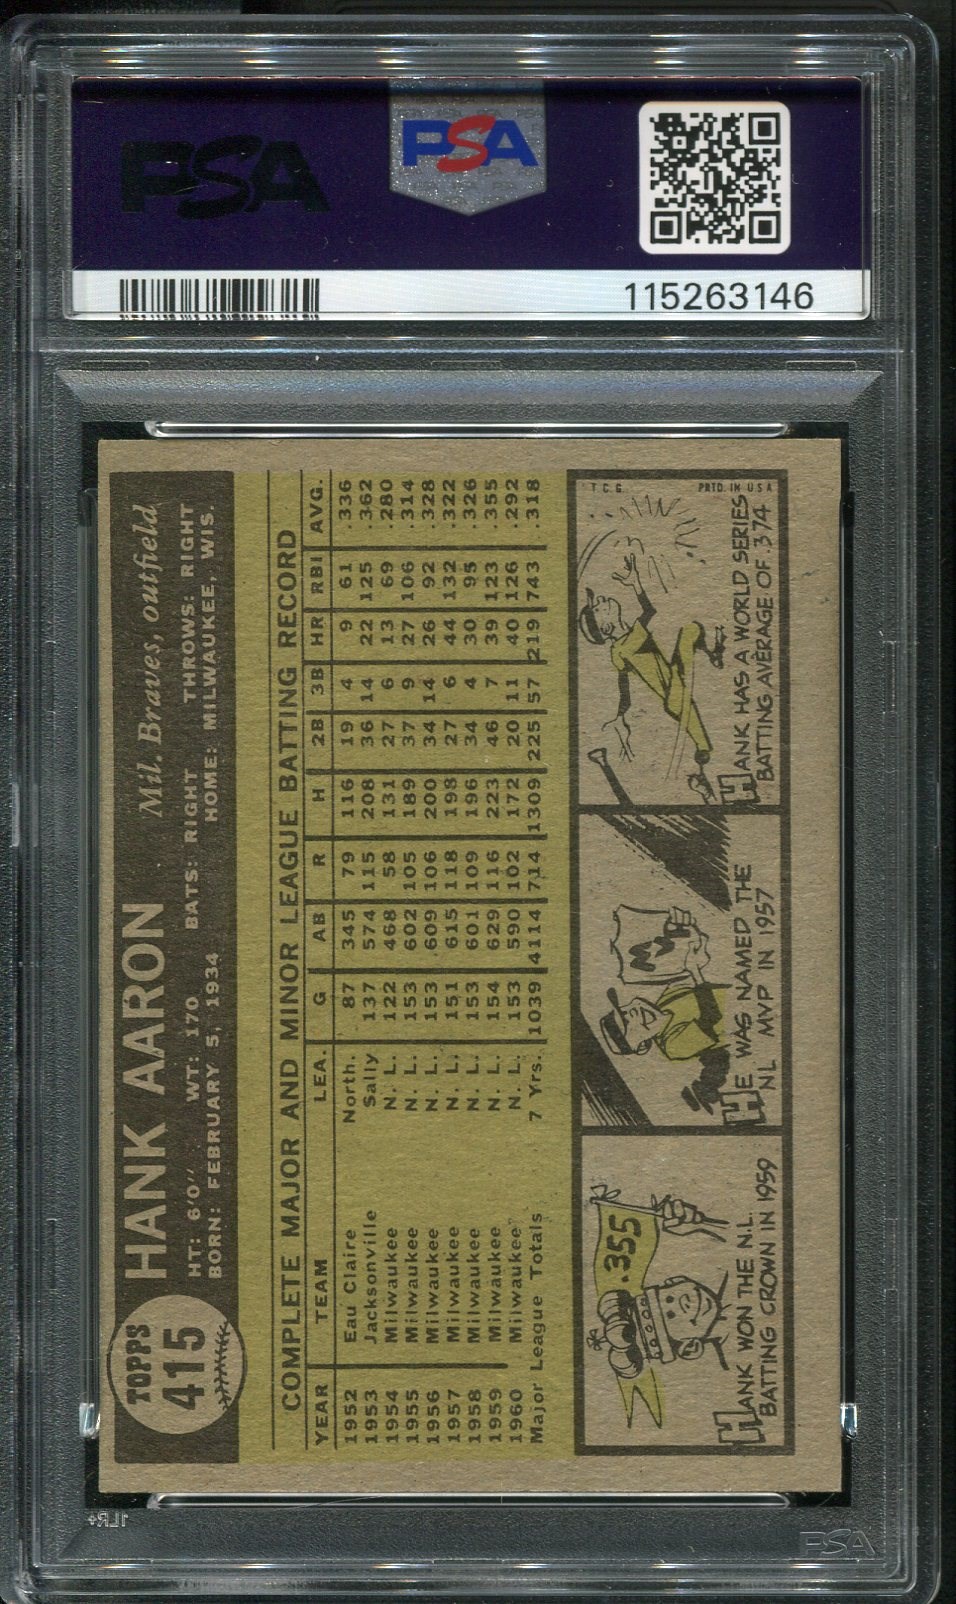 PSA
PSA
115263146
TOPPS
415
HANK AARON Mil. Braves, outfield
HT: 6'0" WT: 170 BATS: RIGHT THROWS: RIGHT
BORN: FEBRUARY 5, 1934 HOME: MILWAUKEE, WIS.
COMPLETE MAJOR AND MINOR LEAGUE BATTING RECORD
YEAR TEAM LEA. G AB R H 2B 3B HR RBI AVG.
1952 Eau Claire North. 87 345 79 116 19 4 9 61 .336
1953 Jacksonville Sally 137 574 115 208 36 14 22 125 .362
1954 Milwaukee N. L. 122 468 58 131 27 6 13 69 .280
1955 Milwaukee N. L. 153 602 105 189 37 9 27 106 .314
1956 Milwaukee N. L. 153 609 106 200 34 14 26 92 .328
1957 Milwaukee N. L. 151 615 118 198 27 6 44 132 .322
1958 Milwaukee N. L. 153 601 109 196 34 4 30 95 .326
1959 Milwaukee N. L. 154 629 116 223 46 7 39 123 .355
1960 Milwaukee N. L. 153 590 102 172 20 11 40 126 .292
Major League Totals 7 Yrs. 1039 4114 714 1309 225 57 219 743 .318
.355
HANK WON THE N.L.
BATTING CROWN IN 1959
M
HE WAS NAMED THE
NL MVP IN 1957
T.C.G. PRTD. IN U S A
HANK HAS A WORLD SERIES
BATTING AVERAGE OF .374
1LR+
PSA